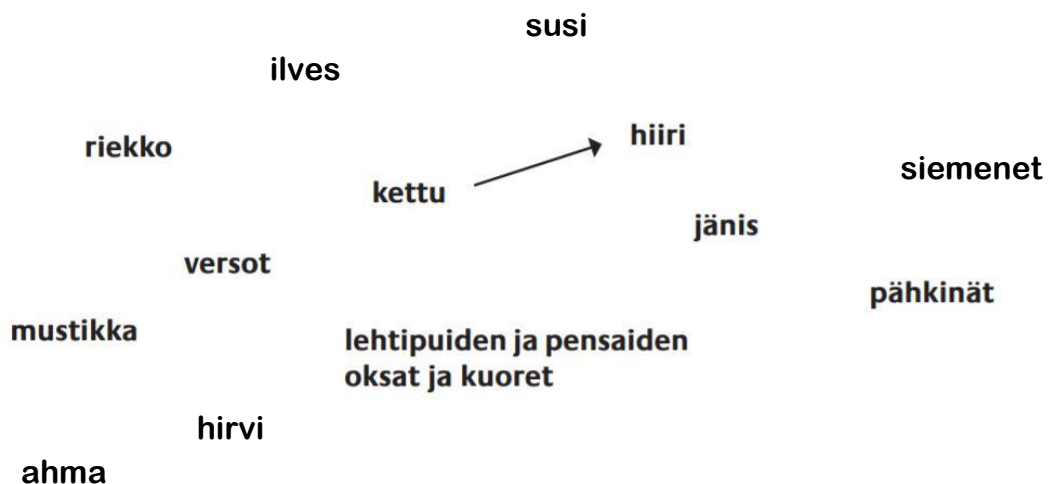 susi
ilves
riekko
hiiri
siemenet
kettu
jänis
versot
pähkinät
mustikka
lehtipuiden ja pensaiden
oksat ja kuoret
hirvi
ahma